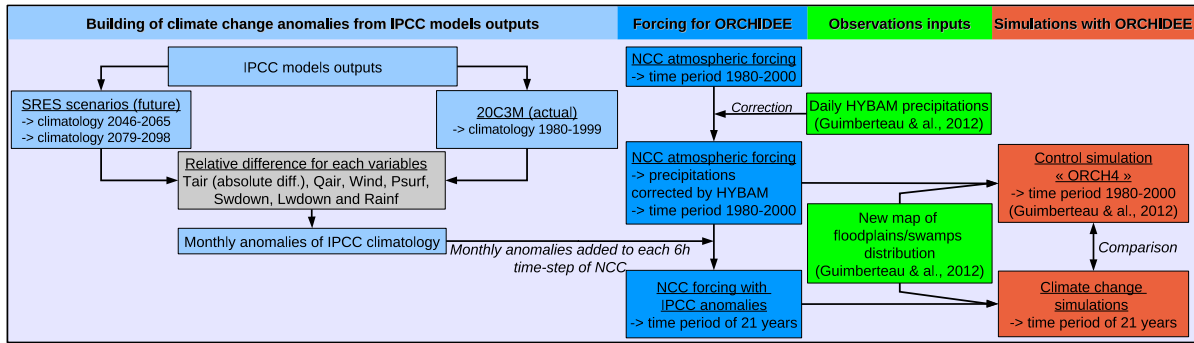 Building of climate change anomalies from IPCC models outputs
Forcing for ORCHIDEE
Observations inputs
Simulations with ORCHIDEE
IPCC models outputs
SRES scenarios (future)
-> climatology 2046-2065
-> climatology 2079-2098
20C3M (actual)
-> climatology 1980-1999
Relative difference for each variables
Tair (absolute diff.), Qair, Wind, Psurf,
Swdown, Lwdown and Rainf
Monthly anomalies of IPCC climatology
Monthly anomalies added to each 6h
time-step of NCC
NCC atmospheric forcing
-> time period 1980-2000
Correction
Daily HYBAM precipitations
(Guimberteau & al., 2012)
NCC atmospheric forcing
-> precipitations
corrected by HYBAM
-> time period 1980-2000
New map of
floodplains/swamps
distribution
(Guimberteau & al., 2012)
NCC forcing with
IPCC anomalies
-> time period of 21 years
Control simulation
« ORCH4 »
-> time period 1980-2000
(Guimberteau & al., 2012)
Comparison
Climate change
simulations
-> time period of 21 years